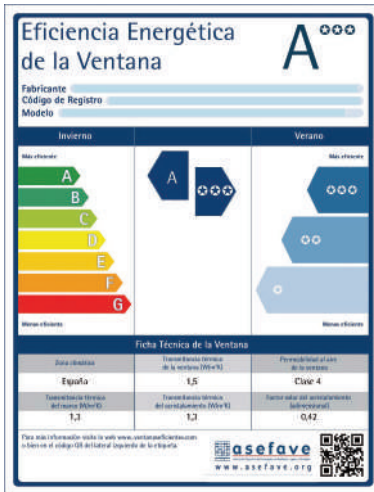 Eficiencia Energética
de la Ventana
A
Fabricante
Código de Registro
Modelo
Invierno
Verano
Más eficiente
Más eficiente
A
B
C
D
E
F
G
A
Menos eficiente
Menos eficiente
Ficha Técnica de la Ventana
Zona climática
Transmitancia térmica
de la ventana (W/m²K)
Permeabilidad al aire
de la ventana
España
1,5
Clase 4
Transmitancia térmica
del marco (W/m²K)
Transmitancia térmica
del acristalamiento (W/m²K)
Factor solar del acristalamiento
(adimensional)
1,3
1,3
0,42
Para más información visite la web www.ventanaseficientes.com
o bien en el código QR del lateral izquierdo de la etiqueta.
asefave
www.asefave.org